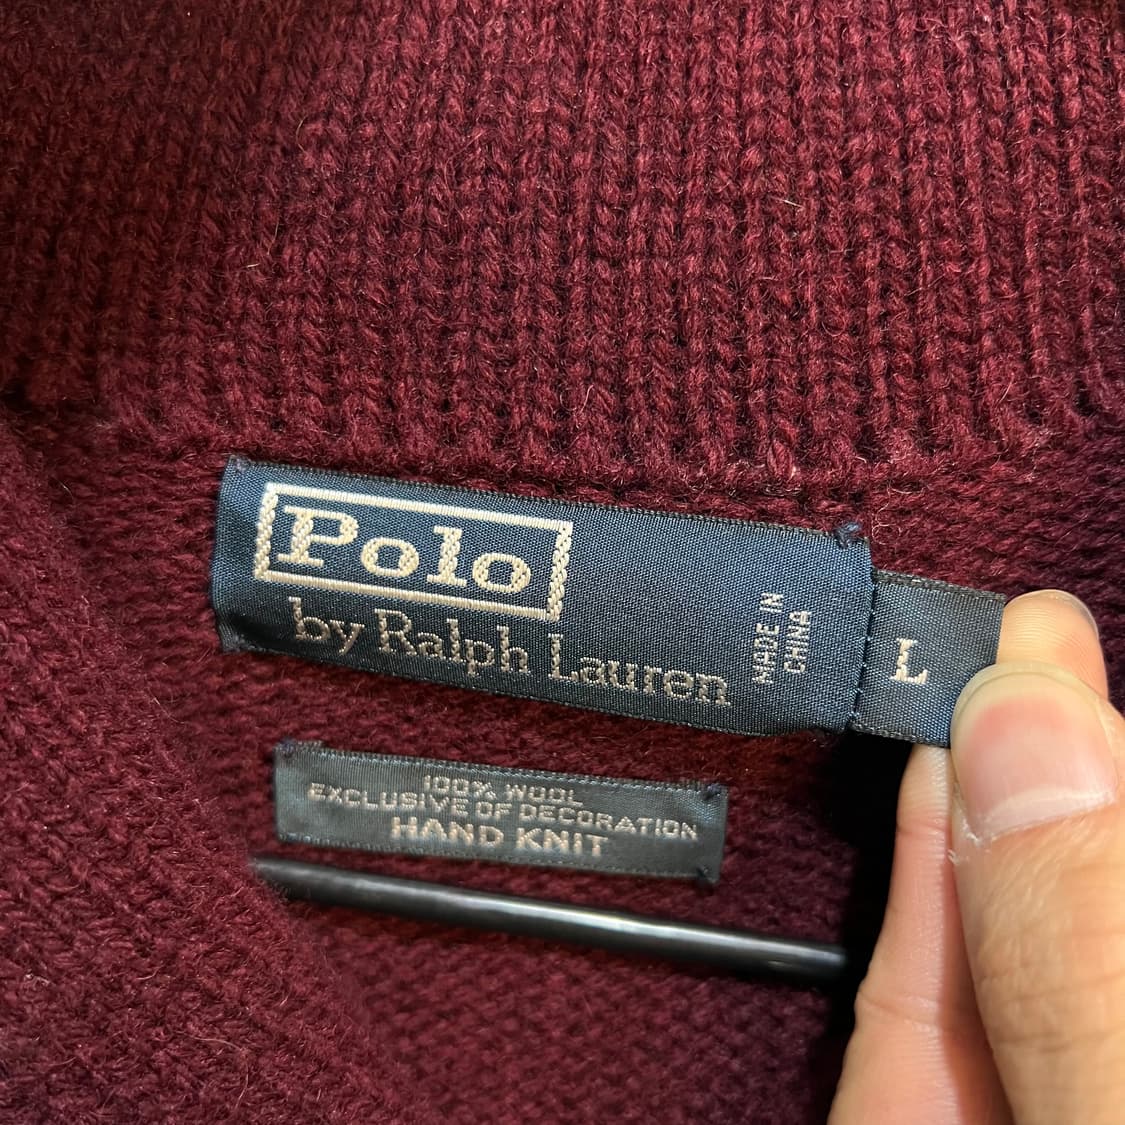 Polo
by Ralph Lauren
MADE IN
CHINA
L
100% WOOL
EXCLUSIVE OF DECORATION
HAND KNIT